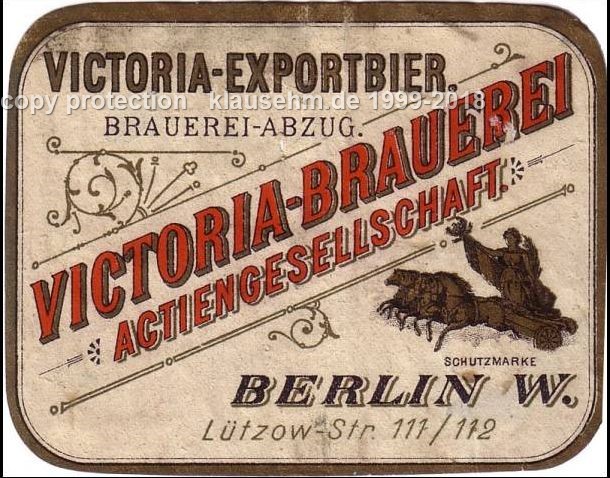 VICTORIA-EXPORTBIER.
copy protection klausehm.de 1999-2018
BRAUEREI-ABZUG.
VICTORIA-BRAUEREI
ACTIENGESELLSCHAFT.
SCHUTZMARKE
BERLIN W.
Lützow-Str. 111/112